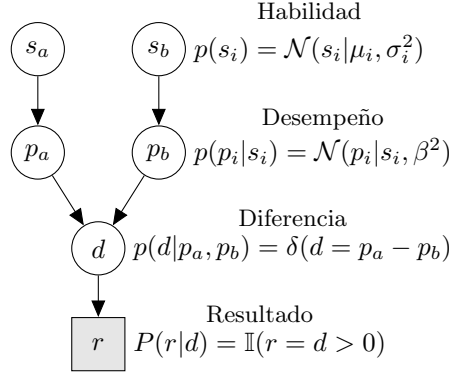 Habilidad
s_a s_b p(s_i) = 𝒩(s_i|μ_i, σ_i^2)
Desempeño
p_a p_b p(p_i|s_i) = 𝒩(p_i|s_i, β^2)
Diferencia
d p(d|p_a, p_b) = δ(d = p_a − p_b)
Resultado
r P(r|d) = 𝕀(r = d > 0)